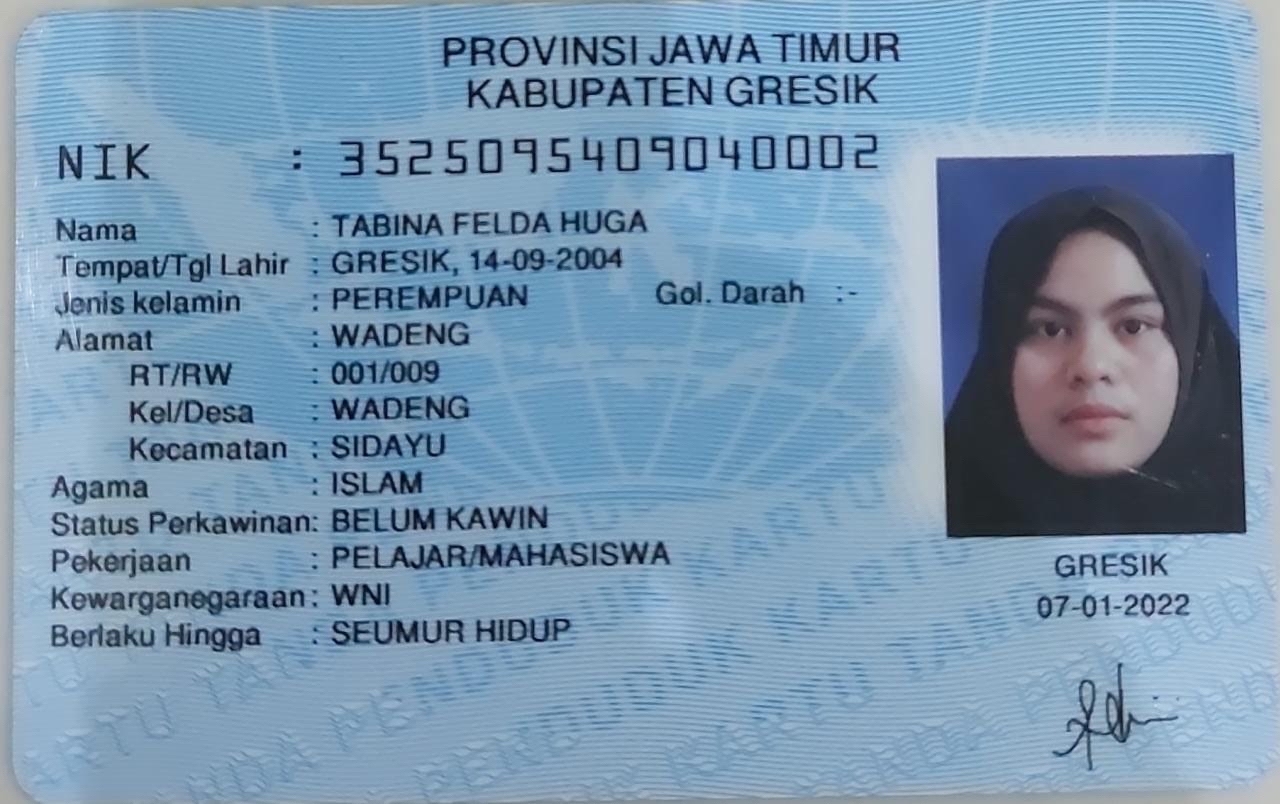 PROVINSI JAWA TIMUR
KABUPATEN GRESIK
NIK : 3525095409040002
Nama : TABINA FELDA HUGA
Tempat/Tgl Lahir : GRESIK, 14-09-2004
Jenis kelamin : PEREMPUAN Gol. Darah :-
Alamat : WADENG
RT/RW : 001/009
Kel/Desa : WADENG
Kecamatan : SIDAYU
Agama : ISLAM
Status Perkawinan: BELUM KAWIN
Pekerjaan : PELAJAR/MAHASISWA
Kewarganegaraan: WNI
Berlaku Hingga : SEUMUR HIDUP
GRESIK
07-01-2022